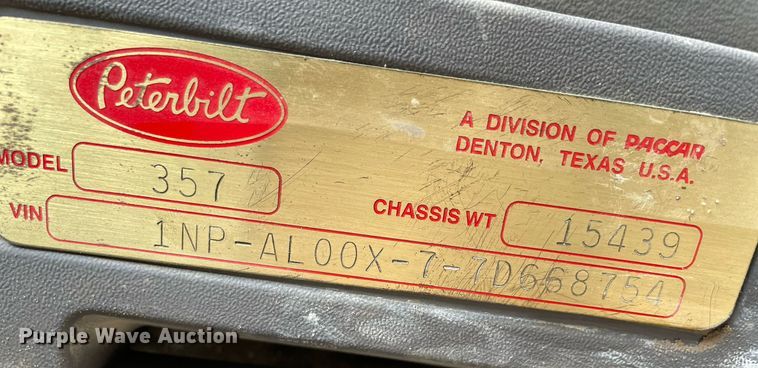 Peterbilt
A DIVISION OF PACCAR
DENTON, TEXAS U.S.A.
MODEL 357
CHASSIS WT 15439
VIN 1NP-AL00X-7-7D668754
Purple Wave Auction